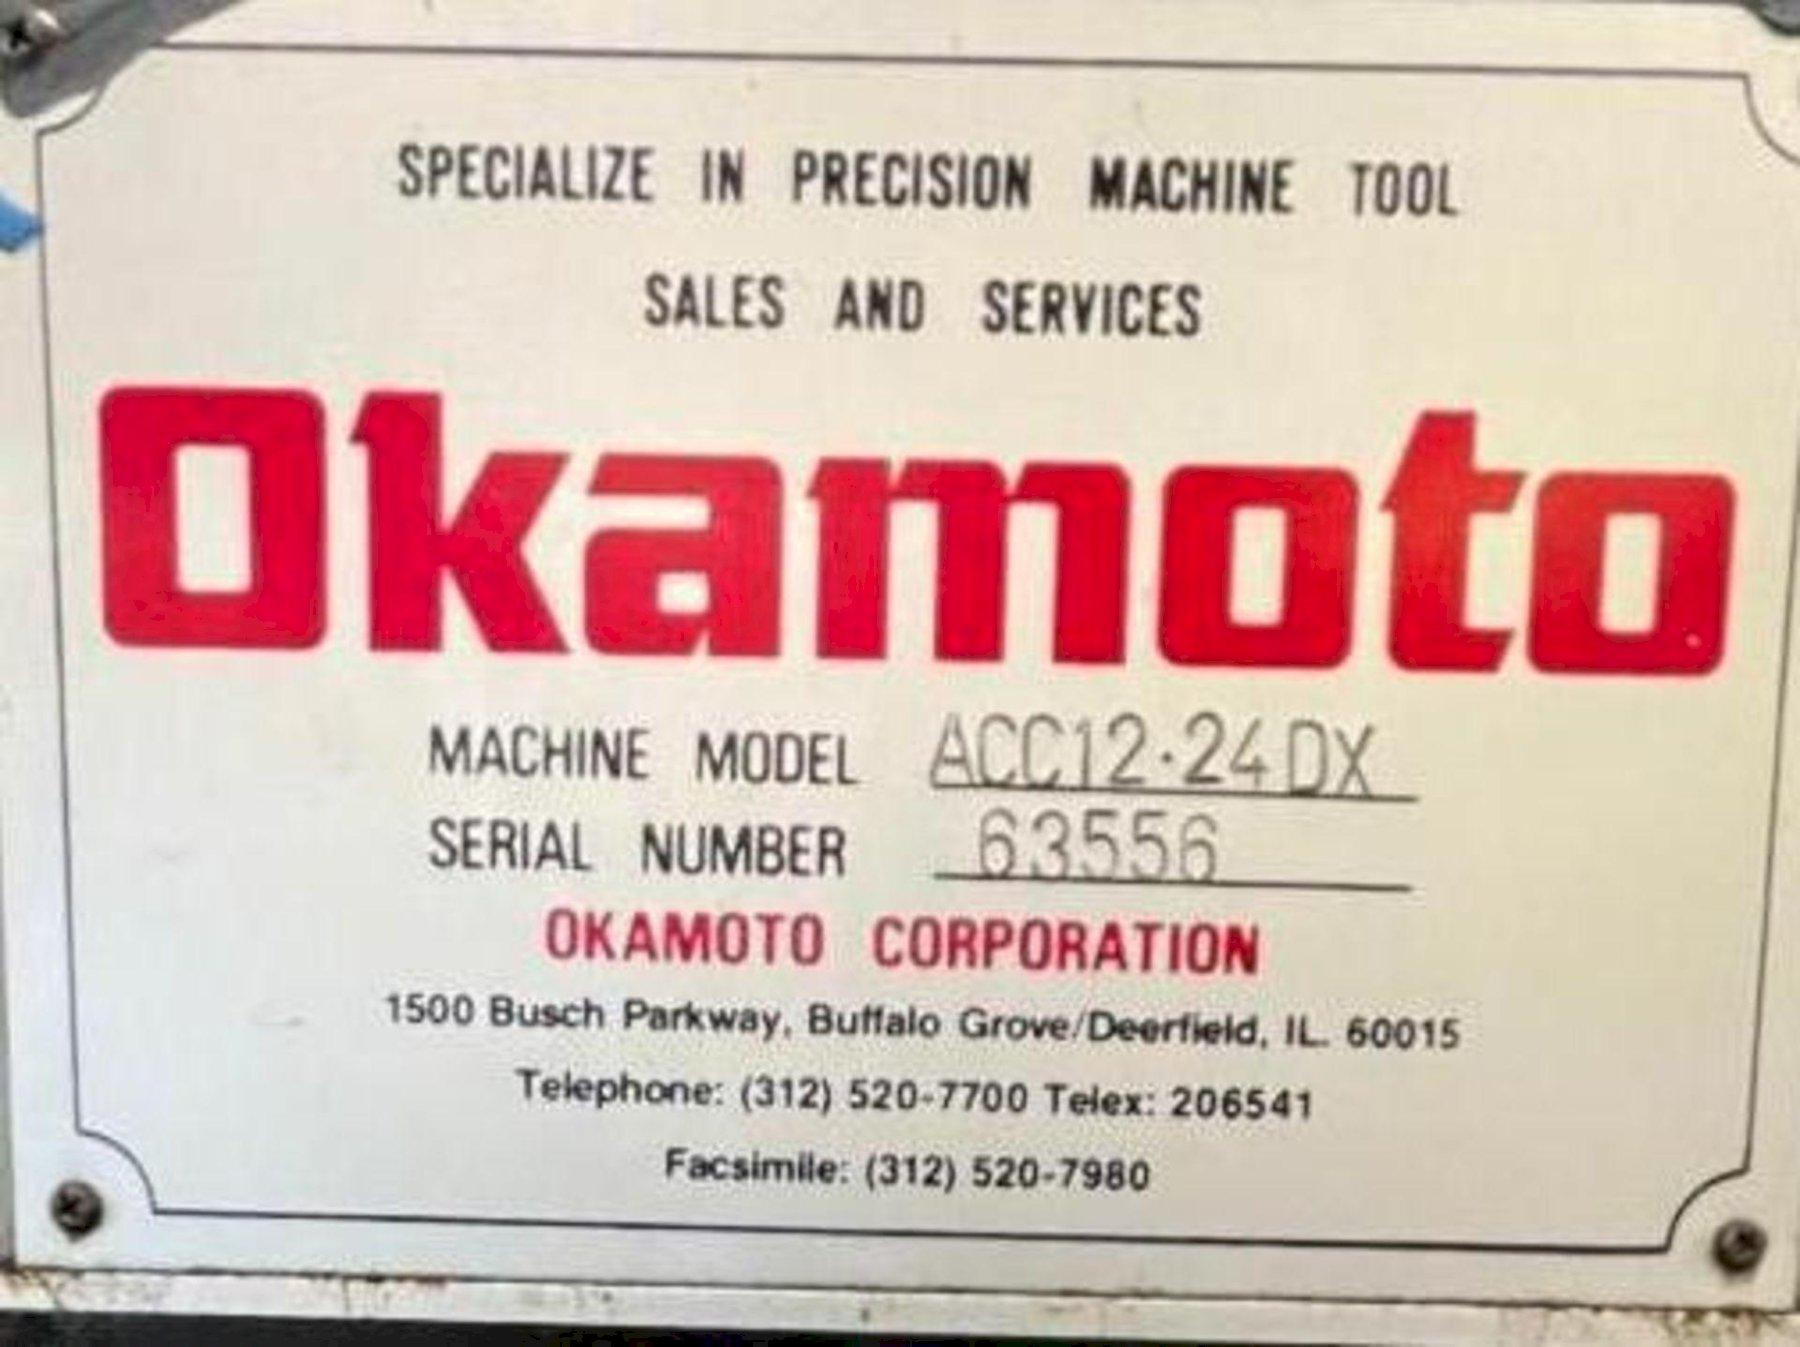 SPECIALIZE IN PRECISION MACHINE TOOL
SALES AND SERVICES
Okamoto
MACHINE MODEL ACC12·24DX
SERIAL NUMBER 63556
OKAMOTO CORPORATION
1500 Busch Parkway, Buffalo Grove/Deerfield, IL. 60015
Telephone: (312) 520-7700 Telex: 206541
Facsimile: (312) 520-7980